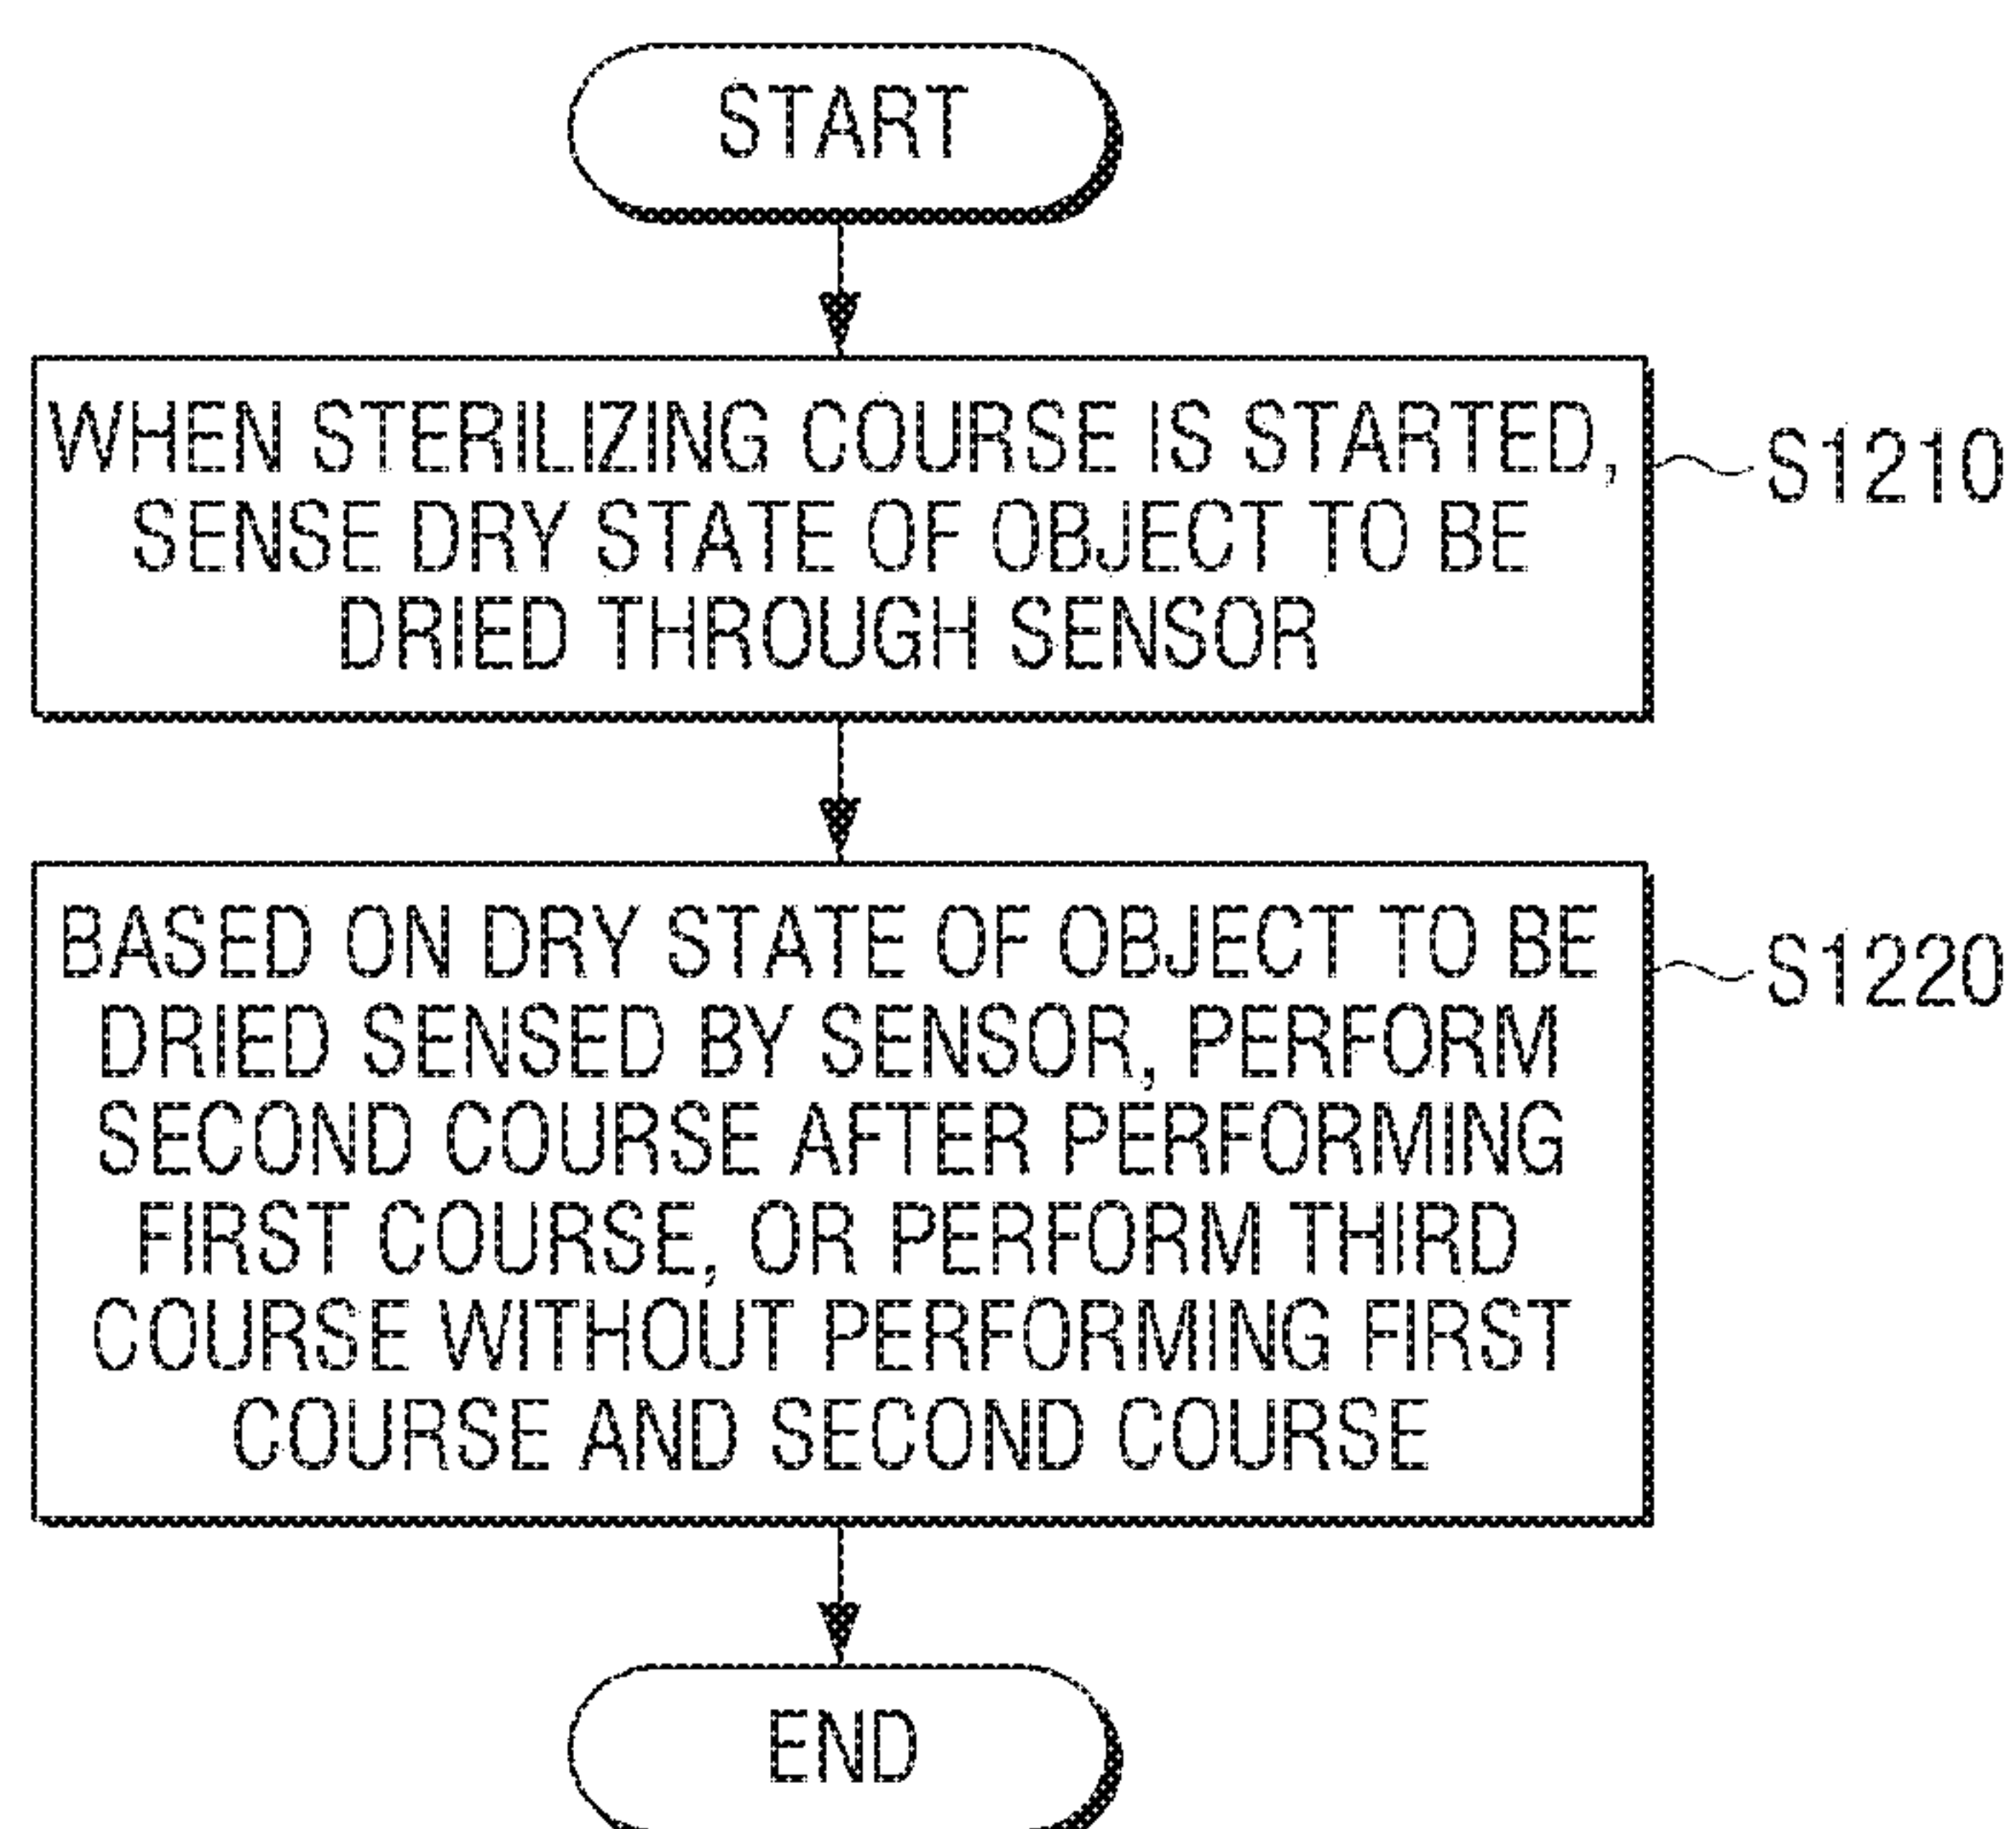 START
WHEN STERILIZING COURSE IS STARTED,
SENSE DRY STATE OF OBJECT TO BE
DRIED THROUGH SENSOR
S1210
BASED ON DRY STATE OF OBJECT TO BE
DRIED SENSED BY SENSOR, PERFORM
SECOND COURSE AFTER PERFORMING
FIRST COURSE, OR PERFORM THIRD
COURSE WITHOUT PERFORMING FIRST
COURSE AND SECOND COURSE
S1220
END